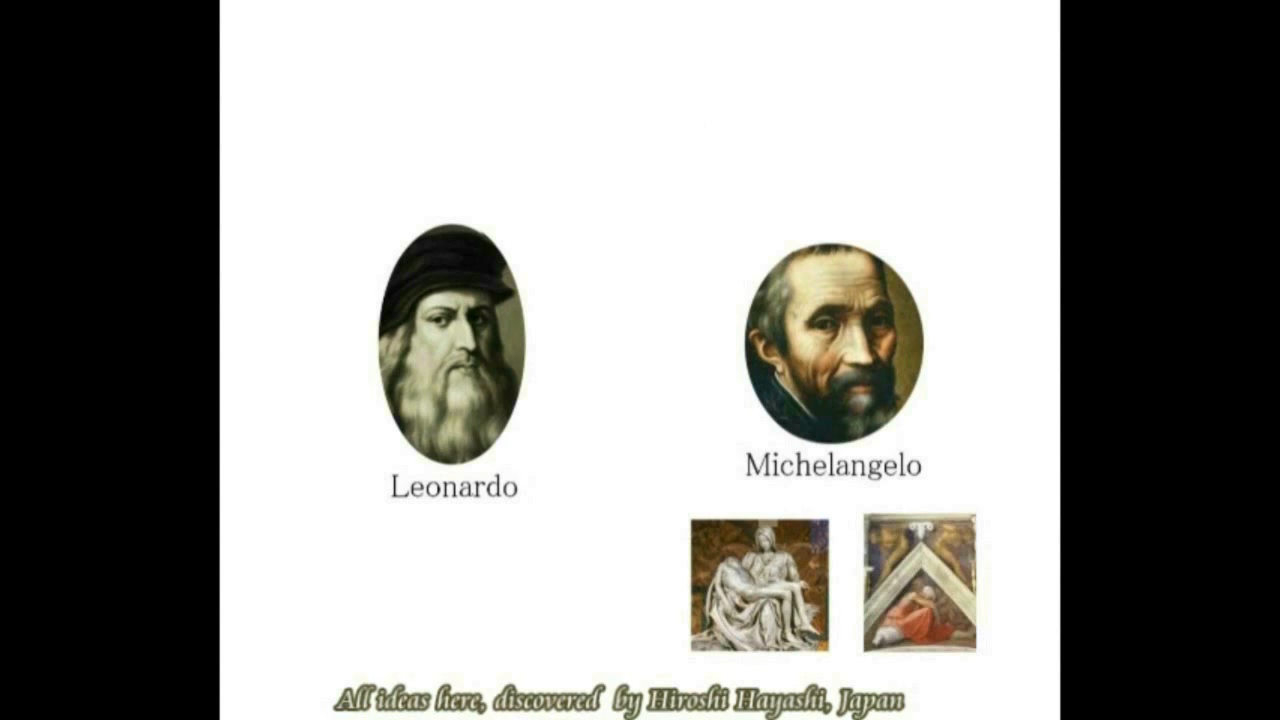 Leonardo
Michelangelo
All ideas here, discovered by Hiroshi Hayashi, Japan